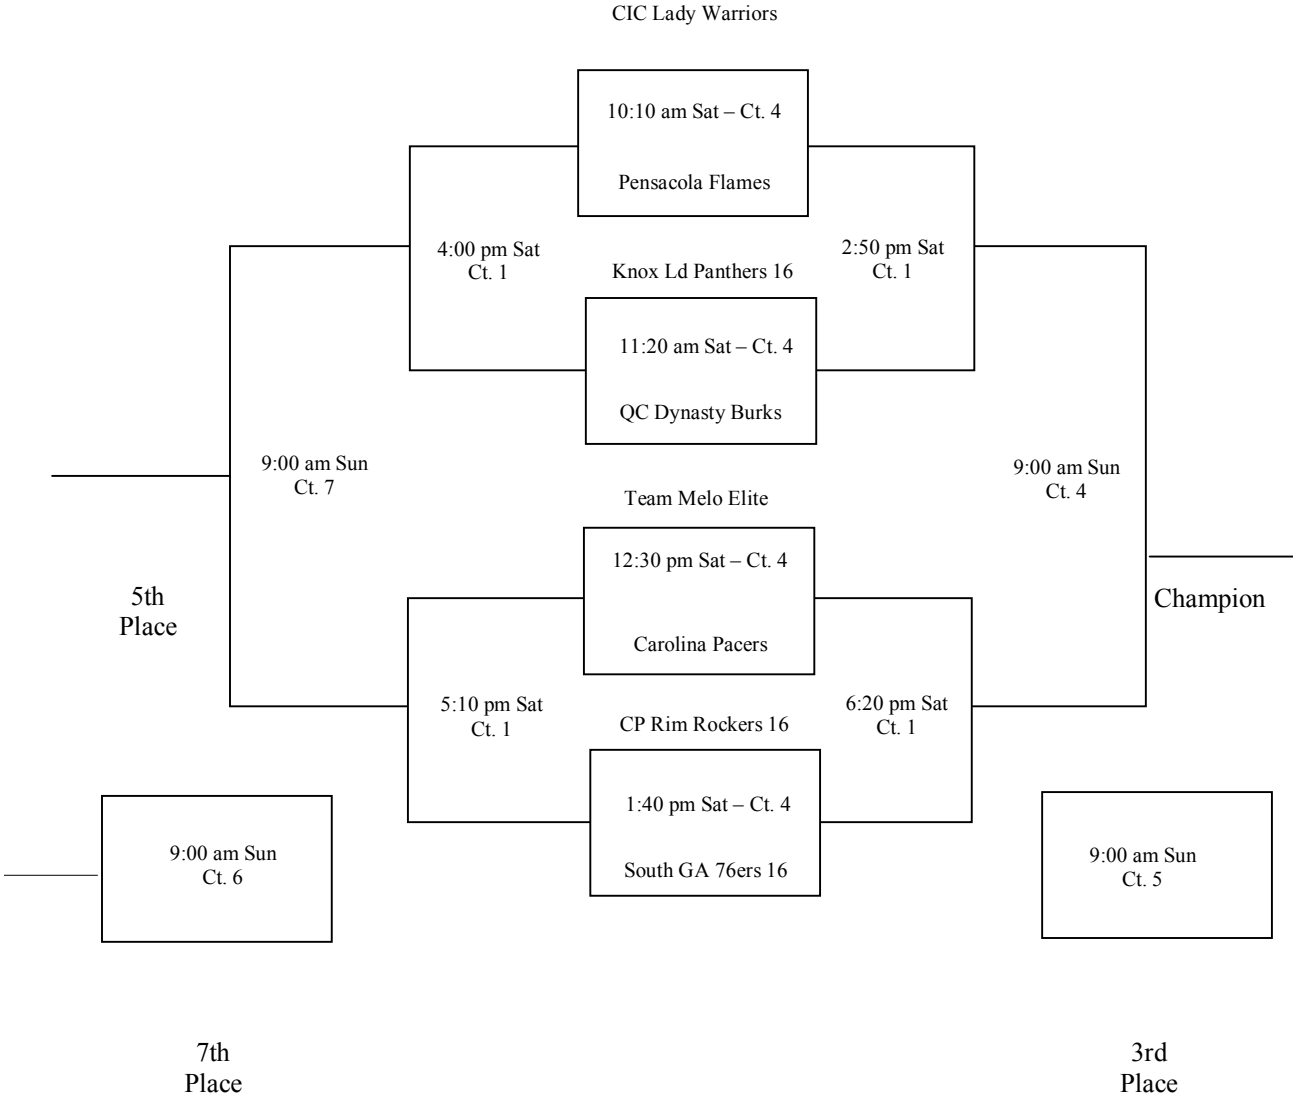 CIC Lady Warriors
10:10 am Sat – Ct. 4
Pensacola Flames
4:00 pm Sat
Ct. 1
2:50 pm Sat
Ct. 1
Knox Ld Panthers 16
11:20 am Sat – Ct. 4
QC Dynasty Burks
9:00 am Sun
Ct. 7
9:00 am Sun
Ct. 4
Team Melo Elite
12:30 pm Sat – Ct. 4
Carolina Pacers
5th
Place
Champion
5:10 pm Sat
Ct. 1
6:20 pm Sat
Ct. 1
CP Rim Rockers 16
1:40 pm Sat – Ct. 4
South GA 76ers 16
9:00 am Sun
Ct. 6
9:00 am Sun
Ct. 5
7th
Place
3rd
Place